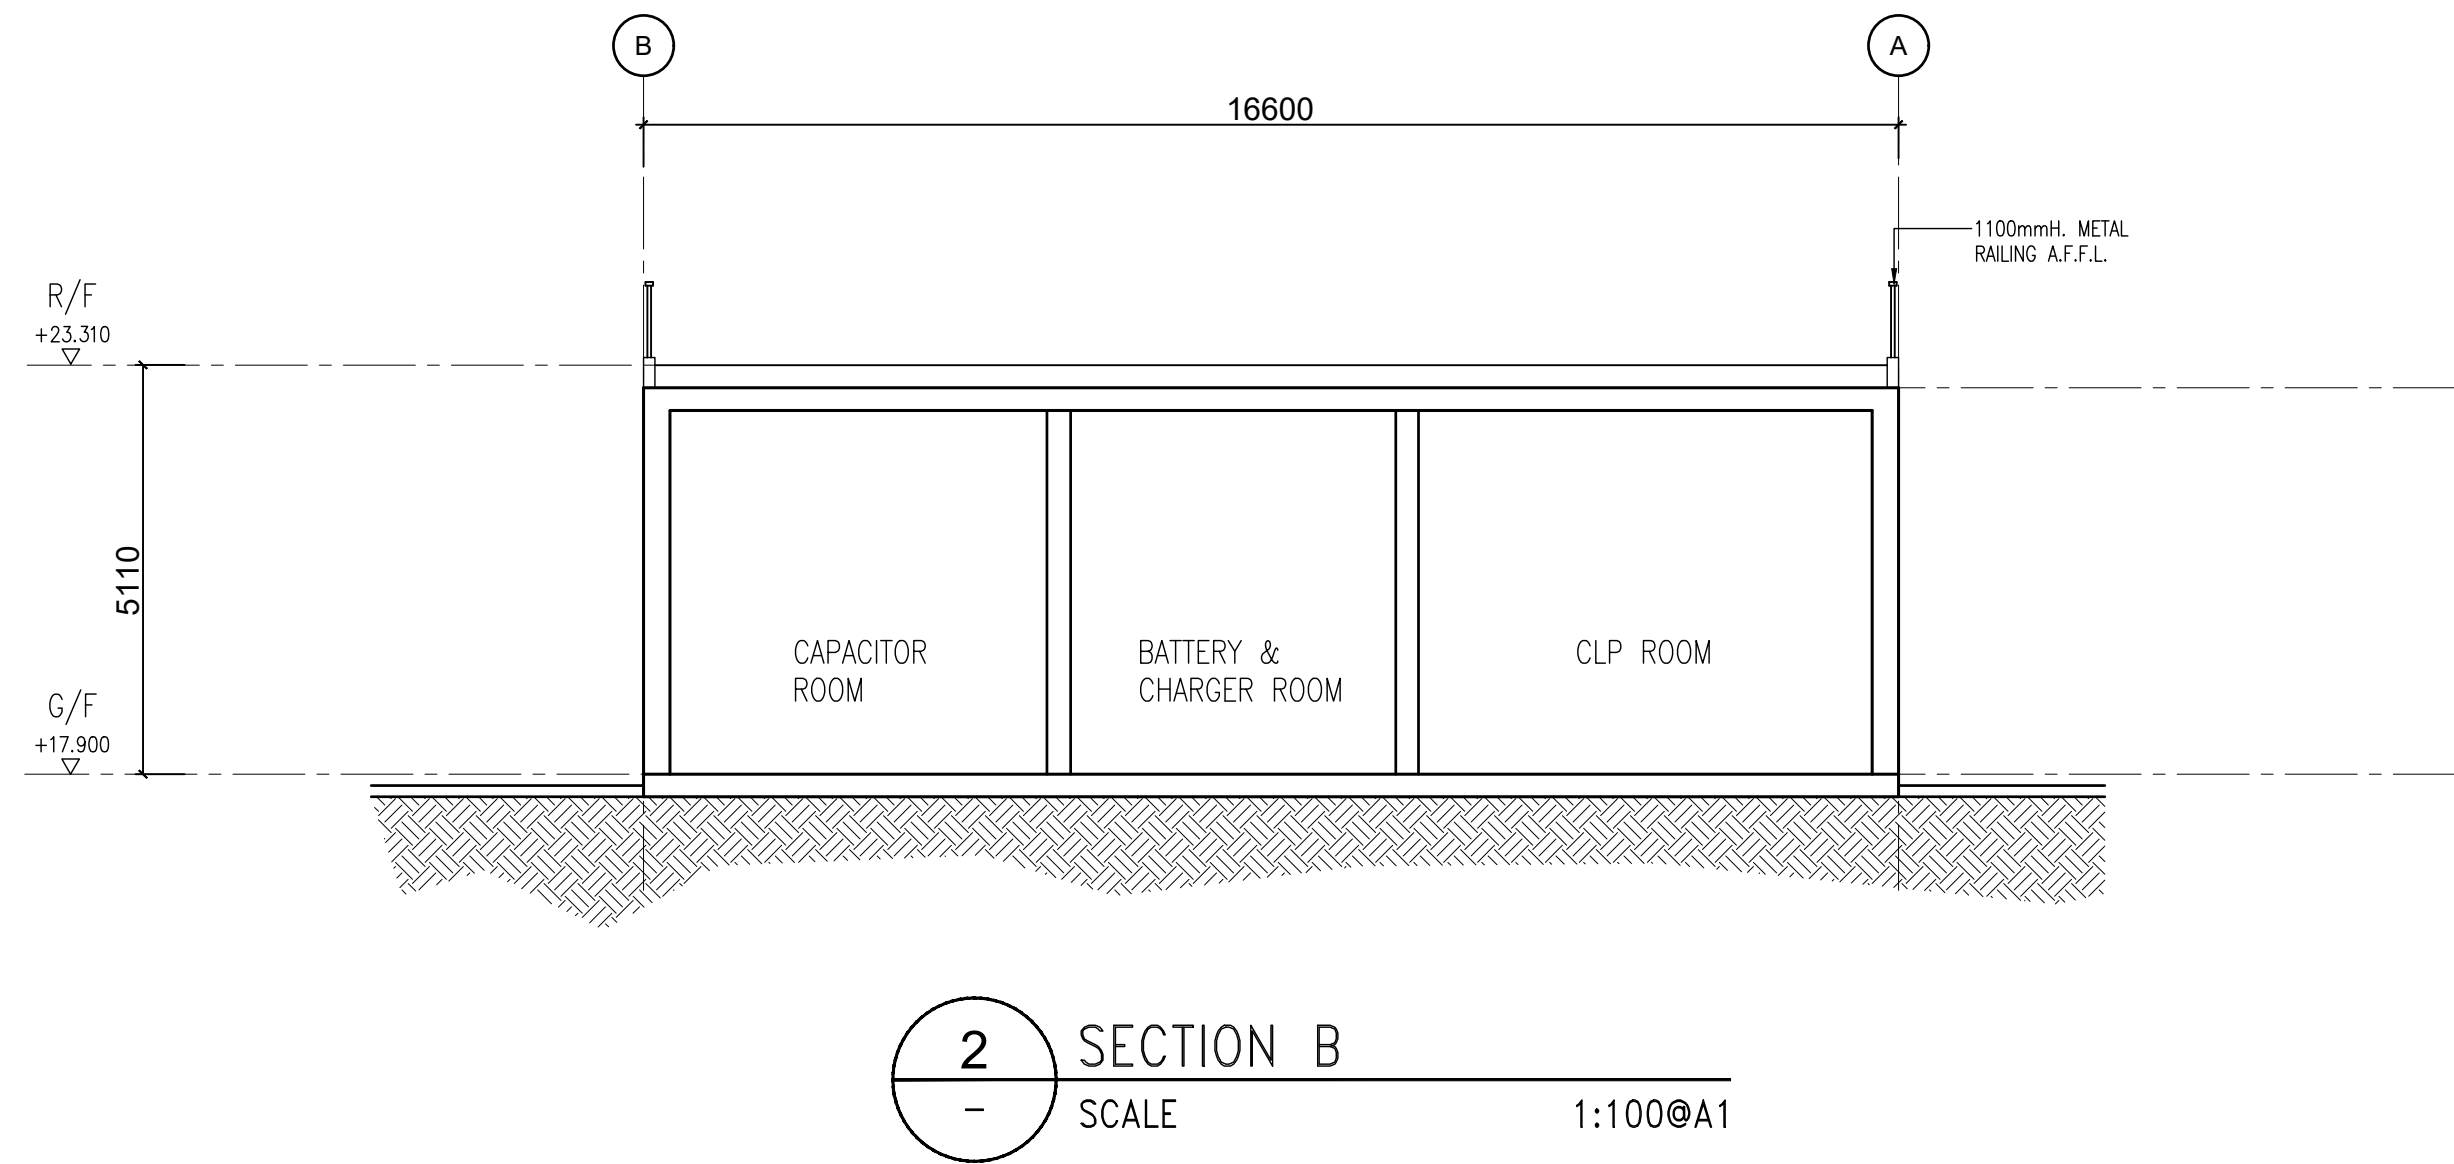 B
A
16600
1100mmH. METAL
RAILING A.F.F.L.
R/F
+23.310
5110
G/F
+17.900
CAPACITOR
ROOM
BATTERY &
CHARGER ROOM
CLP ROOM
2
-
SECTION B
SCALE 1:100@A1